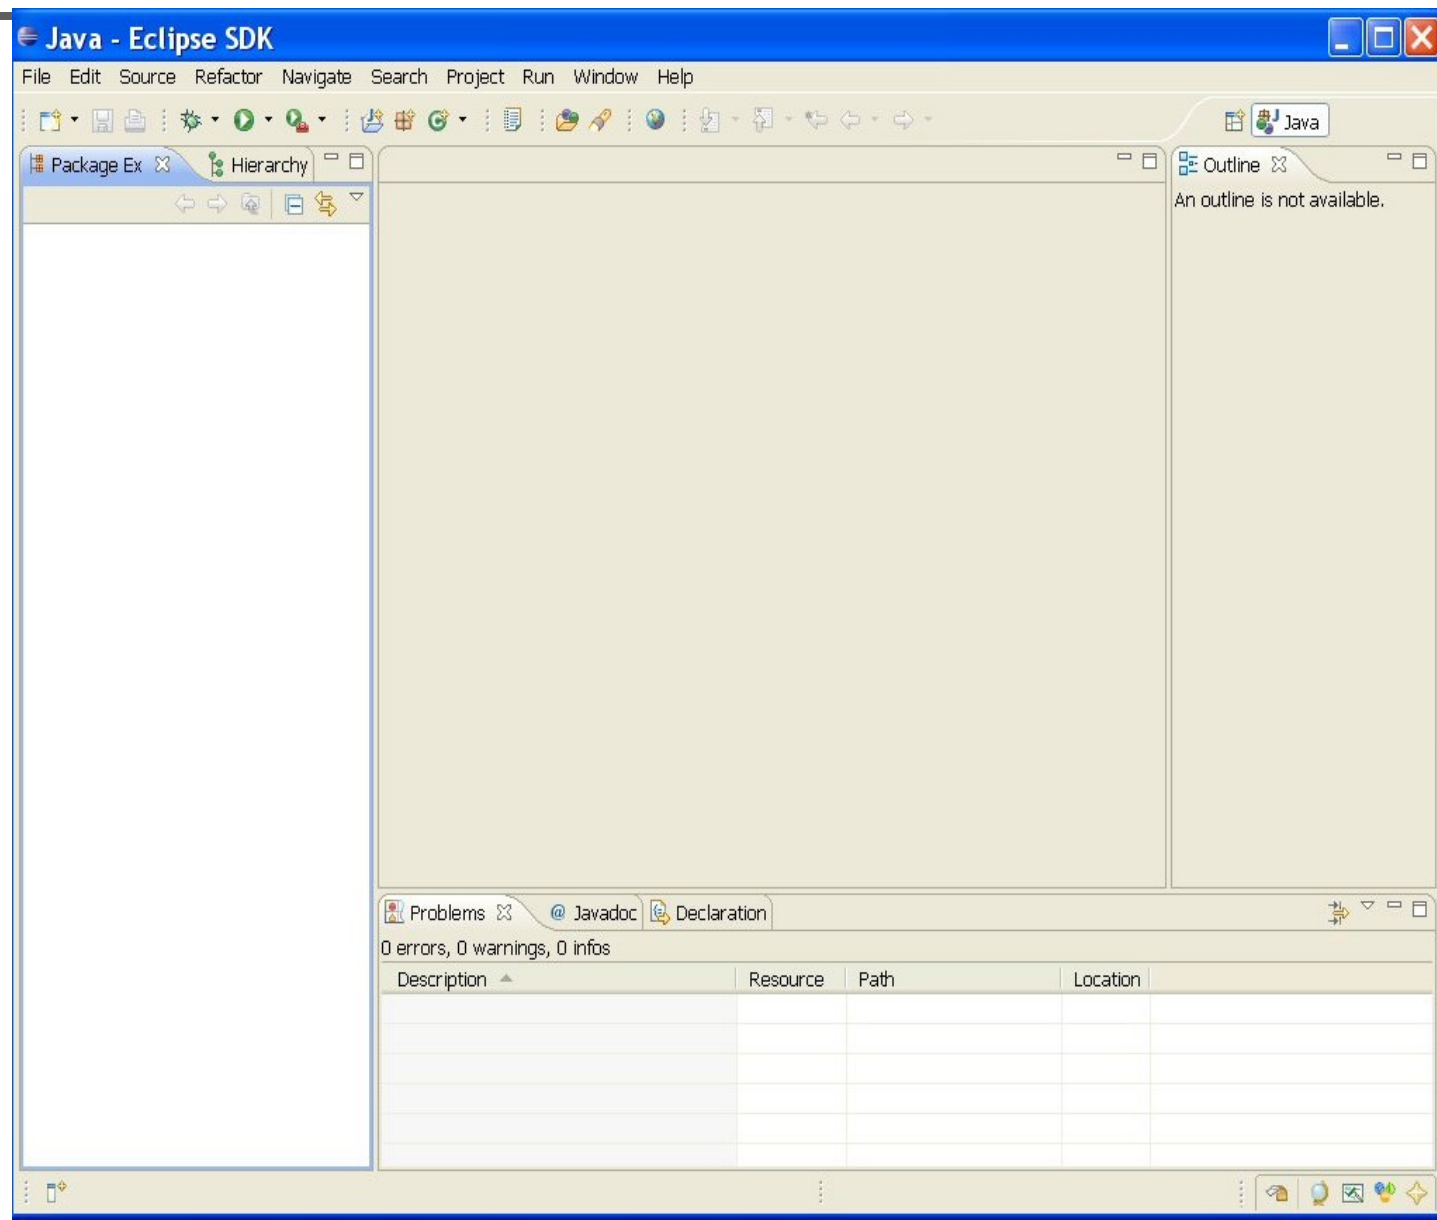 Java - Eclipse SDK
File Edit Source Refactor Navigate Search Project Run Window Help
Java
Package Ex Hierarchy
Outline
An outline is not available.
Problems @ Javadoc Declaration
0 errors, 0 warnings, 0 infos
Description Resource Path Location